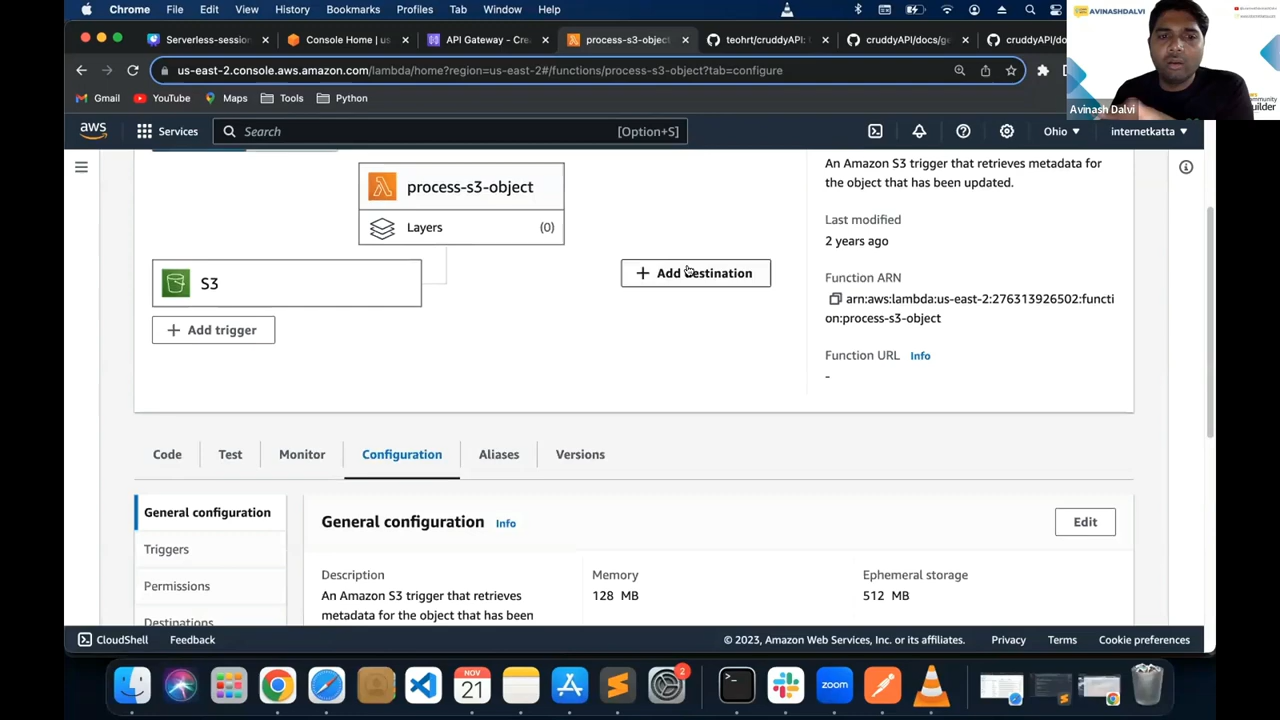 Chrome File Edit View History Bookmarks Profiles Tab Window Help
AVINASHDALVI
Serverless-session
Console Home | us
API G
Cre
process-s3-object
teohrt/cruddyAPI:
cruddyAPI/docs/ge
cruddyAPI/do
us-east-2.console.aws.amazon.com/lambda/home?region=us-east-2#/functions/process-s3-object?tab=configure
Gmail YouTube Maps Tools Python
Avinash Dalvi
aws Services Search [Option+S] Ohio internetkatta
process-s3-object
Layers (0)
S3
+ Add trigger
+ Add destination
An Amazon S3 trigger that retrieves metadata for
the object that has been updated.
Last modified
2 years ago
Function ARN
arn:aws:lambda:us-east-2:276313926502:functi
on:process-s3-object
Function URL Info
-
Code Test Monitor Configuration Aliases Versions
General configuration
Triggers
Permissions
Destinations
General configuration Info
Edit
Description
An Amazon S3 trigger that retrieves
metadata for the object that has been
Memory
128 MB
Ephemeral storage
512 MB
CloudShell Feedback © 2023, Amazon Web Services, Inc. or its affiliates. Privacy Terms Cookie preferences
NOV
21
zoom
2